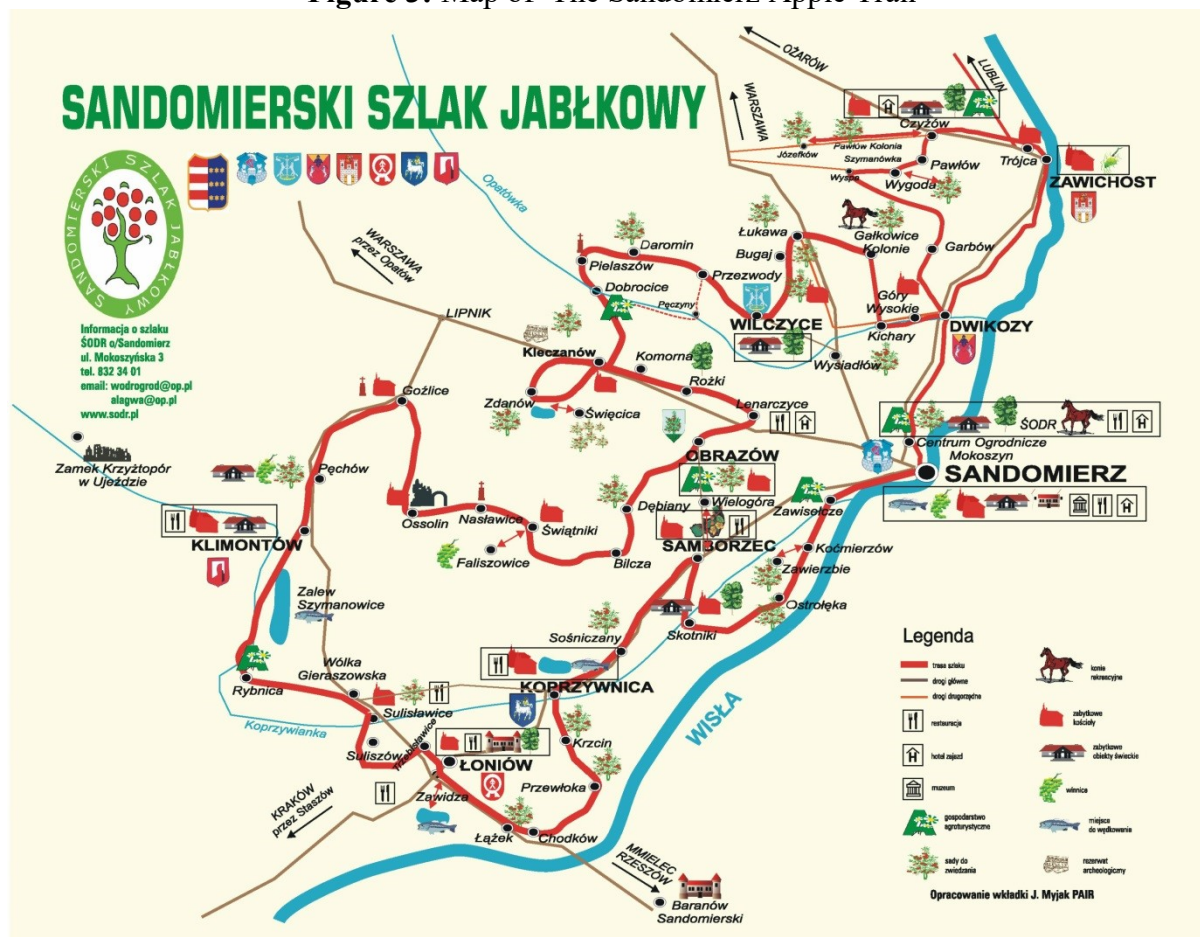 Figure 3: Map of The Sandomierz Apple Trail
SANDOMIERSKI SZLAK JABŁKOWY
SANDOMIERSKI SZLAK JABŁKOWY
SANDOMIERSKI SZLAK JABŁKOWY
Informacja o szlaku
ŚODR o/Sandomierz
ul. Mokoszyńska 3
tel. 832 34 01
email: wodrogrod@op.pl
alagwa@op.pl
www.sodr.pl
OŻARÓW
LUBLIN
WARSZAWA
Czyżów
Józefków
Pawłów Kolonia
Szymanówka
Trójca
Pawłów
Wyspa
Wygoda
ZAWICHOST
Opatówka
WARSZAWA
przez Opatów
Daromin
Łukawa
Gałkowice
Kolonie
Garbów
Pielaszów
Bugaj
Przezwody
Dobrocice
Pęczyny
Góry
Wysokie
WILCZYCE
DWIKOZY
LIPNIK
Kichary
Kleczanów
Komorna
Wysiadłów
Rożki
Goźlice
Zdanów
Święcica
Lenarczyce
ŚODR
Centrum Ogrodnicze
Mokoszyn
OBRAZÓW
SANDOMIERZ
Zamek Krzyżtopór
w Ujeździe
Pęchów
Wielogóra
Zawisełcze
Ossolin
Nasławice
Dębiany
Świątniki
KLIMONTÓW
SAMBORZEC
Koćmierzów
Faliszowice
Bilcza
Zawierzbie
Zalew
Szymanowice
Ostrołęka
Skotniki
Sośniczany
Wólka
Gieraszowska
Rybnica
KOPRZYWNICA
Sulisławice
Koprzywianka
WISŁA
Suliszów
Trzebisławice
Krzcin
ŁONIÓW
Przewłoka
Zawidza
KRAKÓW
przez Staszów
Łążek
Chodków
MMIELEC
RZESZÓW
Baranów
Sandomierski
Legenda
trasa szlaku
drogi główne
drogi drugorzędne
restauracja
hotel zajazd
muzeum
gospodarstwo
agroturystyczne
sady do
zwiedzania
konie
rekreacyjne
zabytkowe
kościoły
zabytkowe
obiekty świeckie
winnica
miejsce
do wędkowania
rezerwat
archeologiczny
Opracowanie wkładki J. Myjak PAIR